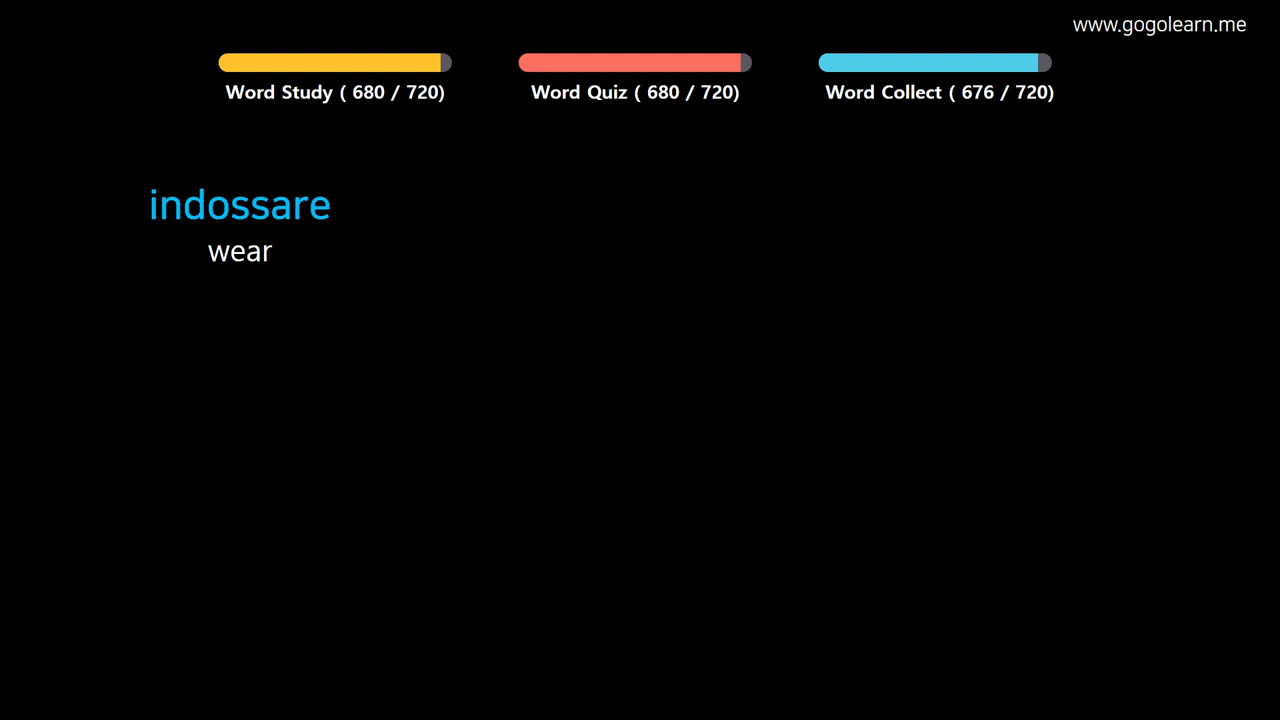 www.gogolearn.me
Word Study ( 680 / 720)
Word Quiz ( 680 / 720)
Word Collect ( 676 / 720)
indossare
wear